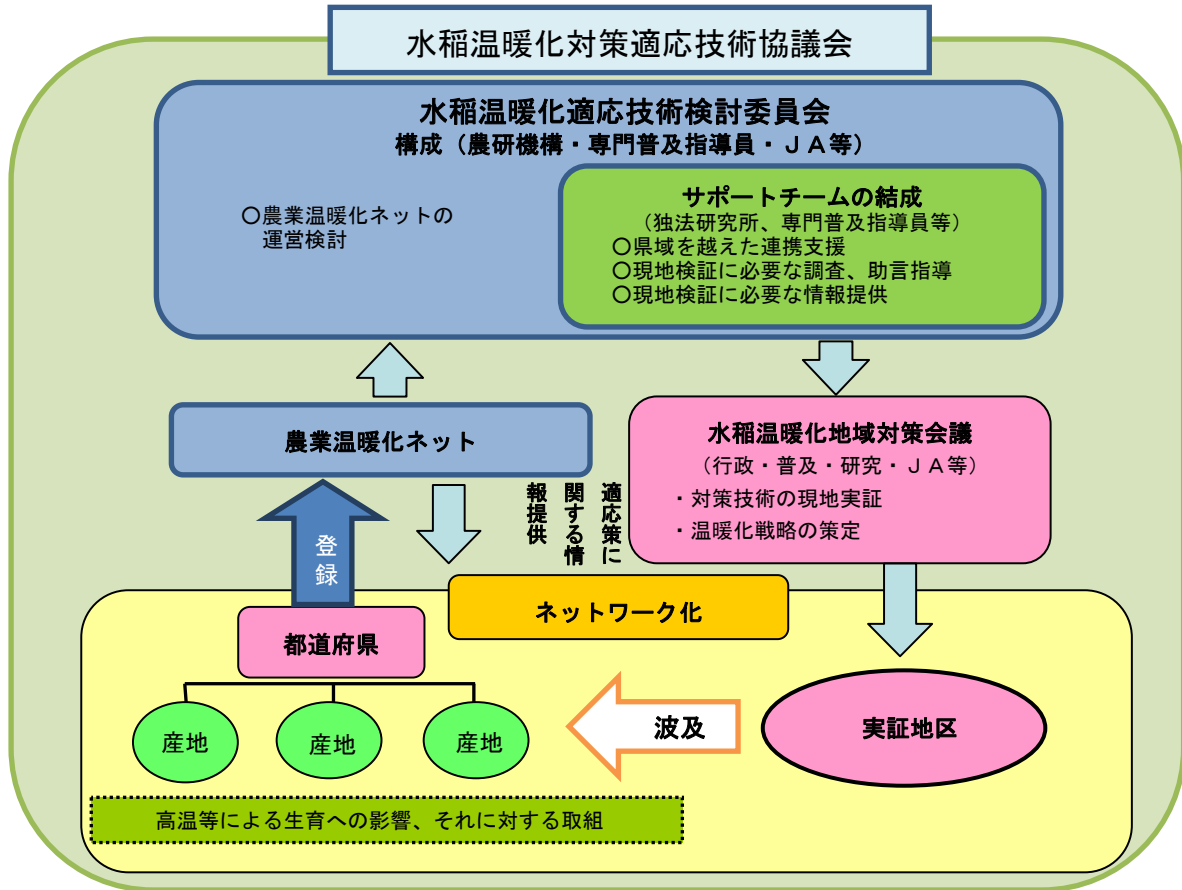 水稲温暖化対策適応技術協議会
水稲温暖化適応技術検討委員会
構成(農研機構・専門普及指導員・JA等)
○農業温暖化ネットの
運営検討
サポートチームの結成
(独法研究所、専門普及指導員等)
○県域を越えた連携支援
○現地検証に必要な調査、助言指導
○現地検証に必要な情報提供
農業温暖化ネット
水稲温暖化地域対策会議
(行政・普及・研究・JA等)
・対策技術の現地実証
・温暖化戦略の策定
適応策に
関する情
報提供
登録
ネットワーク化
都道府県
産地
産地
産地
波及
実証地区
高温等による生育への影響、それに対する取組